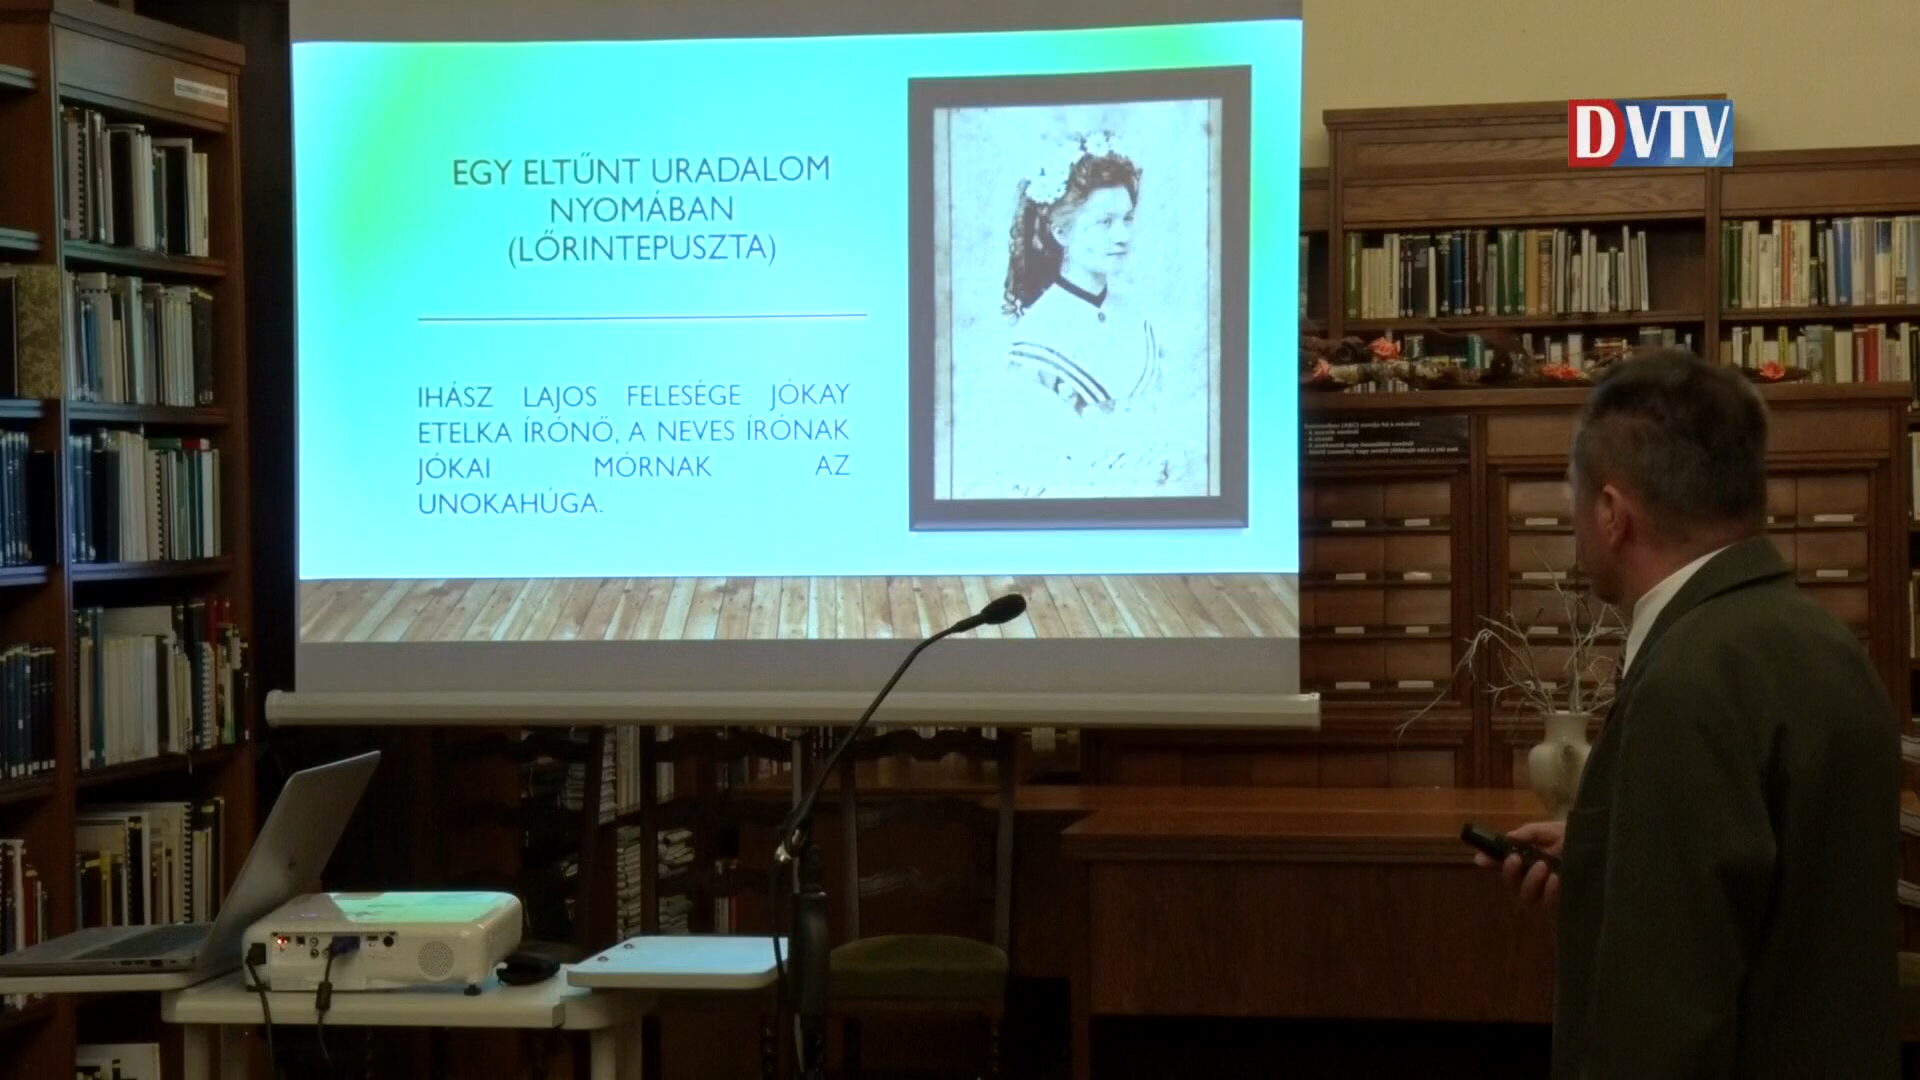 EGY ELTŰNT URADALOM
NYOMÁBAN
(LŐRINTEPUSZTA)
IHÁSZ LAJOS FELESÉGE JÓKAY
ETELKA ÍRÓNŐ, A NEVES ÍRÓNAK
JÓKAI MÓRNAK AZ
UNOKAHÚGA.
DVTV